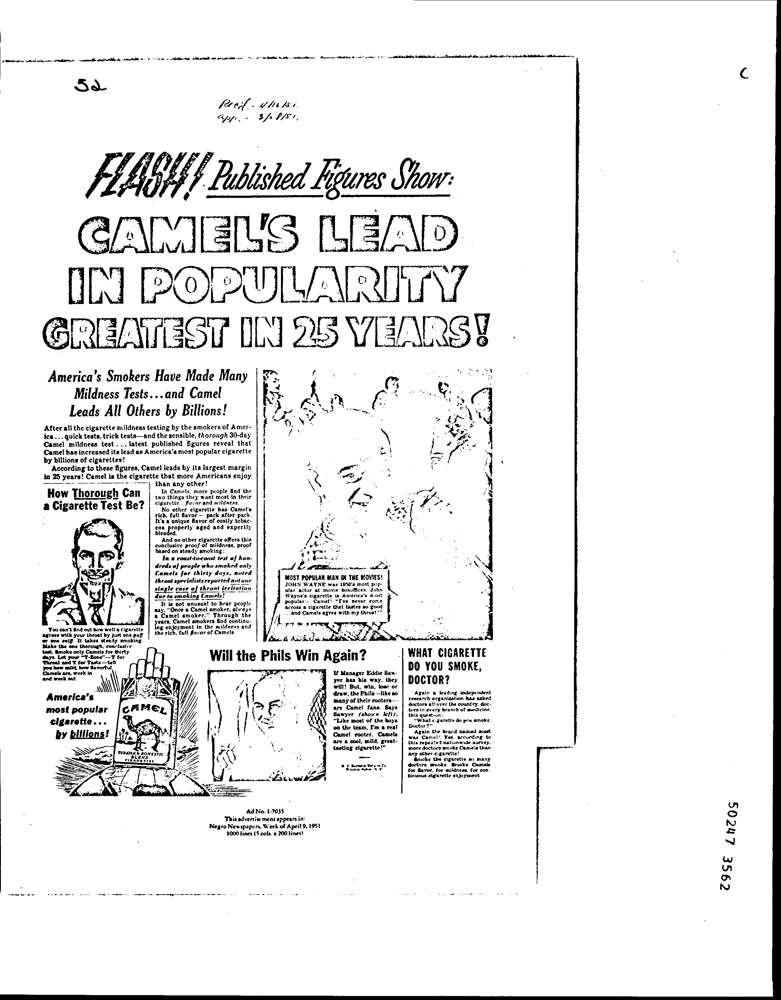 52
C
FLASH! Published Figures Show:
CAMEL'S LEAD
IN POPULARITY
GREATEST IN 25 YEARS!
America's Smokers Have Made Many
Mildness Tests...and Camel
Leads All Others by Billions!
After all the cigarette mildness testing by the smokers of Amer-
ica...quick tests, trick tests—and the sensible, thorough 30-day
Camel mildness test... latest published figures reveal that
Camel has increased its lead as America's most popular cigarette
by billions of cigarettes!
According to these figures, Camel leads by its largest margin
in 25 years! Camel is the cigarette that more Americans enjoy
than any other!
In Camels, more people find the
two things they want most in their
cigarette—flavor and mildness.
No other cigarette has Camel's
rich, full flavor — pack after pack.
It's a unique flavor of costly tobac-
cos properly aged and expertly
blended.
And no other cigarette offers this
conclusive proof of mildness, proof
based on steady smoking:
In a coast-to-coast test of hun-
dreds of people who smoked only
Camels for thirty days, noted
throat specialists reported not one
single case of throat irritation
due to smoking Camels!
It is not unusual to hear people
say, "Once a Camel smoker, always
a Camel smoker." Through the
years, Camel smokers find continu-
ing enjoyment in the mildness and
the rich, full flavor of Camels
How Thorough Can
a Cigarette Test Be?
You can't find out how well a cigarette
agrees with your throat by just one puff
or one sniff. It takes steady smoking.
Make the one thorough, conclusive
test. Smoke only Camels for thirty
days. Let your "T-Zone"—T for
Throat and T for Taste—tell
you how mild, how flavorful
Camels are, week in
and week out.
MOST POPULAR MAN IN THE MOVIES!
JOHN WAYNE was 1950's most pop-
ular actor at movie boxoffices. John
Wayne's cigarette is America's most
popular - Camel! "I've never come
across a cigarette that tastes so good
and Camels agree with my throat!"
America's
most popular
cigarette...
by billions!
CAMEL
TURKISH & DOMESTIC
BLEND
CIGARETTES
Will the Phils Win Again?
If Manager Eddie Saw-
yer has his way, they
will! But, win, lose or
draw, the Phils—like so
many of their rooters—
are Camel fans. Says
Sawyer (shown left),
"Like most of the boys
on the team, I'm a real
Camel rooter. Camels
are a cool, mild, great-
tasting cigarette!"
WHAT CIGARETTE
DO YOU SMOKE,
DOCTOR?
Again a leading independent
research organization has asked
doctors all over the country, doc-
tors in every branch of medicine,
this question:
"What cigarette do you smoke,
Doctor?"
Again the brand named most
was Camel! Yes, according to
this repeated nationwide survey,
more doctors smoke Camels than
any other cigarette!
Smoke the cigarette so many
doctors smoke. Smoke Camels
for flavor, for mildness, for con-
tinuous cigarette enjoyment
Ad No. 1-7035
This advertisement appears in:
Negro Newspapers, Week of April 9, 1951
1000 lines (5 cols. x 200 lines)
50247 3562